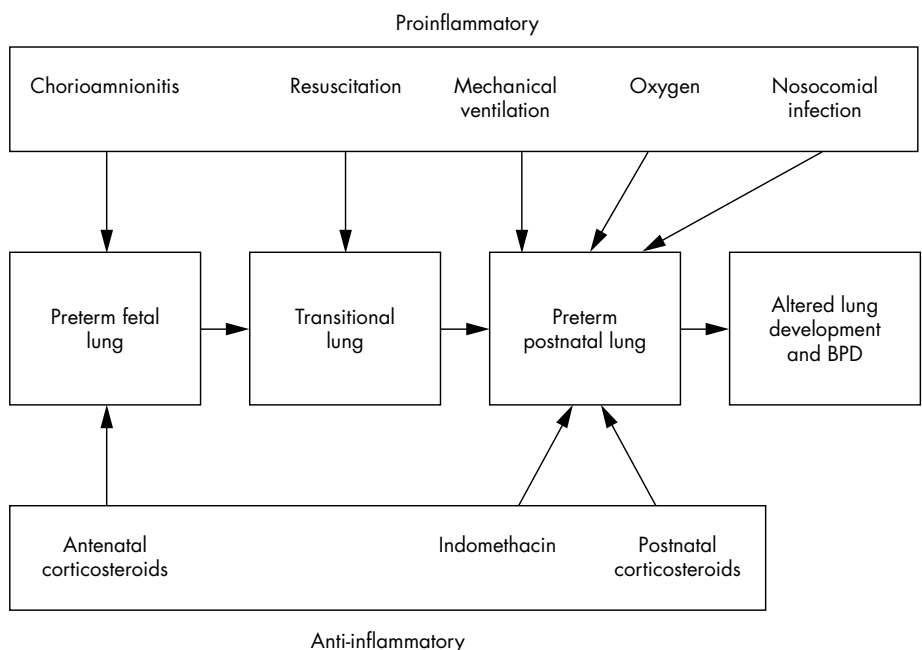 Proinflammatory
Chorioamnionitis
Resuscitation
Mechanical
ventilation
Oxygen
Nosocomial
infection
Preterm fetal
lung
Transitional
lung
Preterm
postnatal lung
Altered lung
development
and BPD
Antenatal
corticosteroids
Indomethacin
Postnatal
corticosteroids
Anti-inflammatory